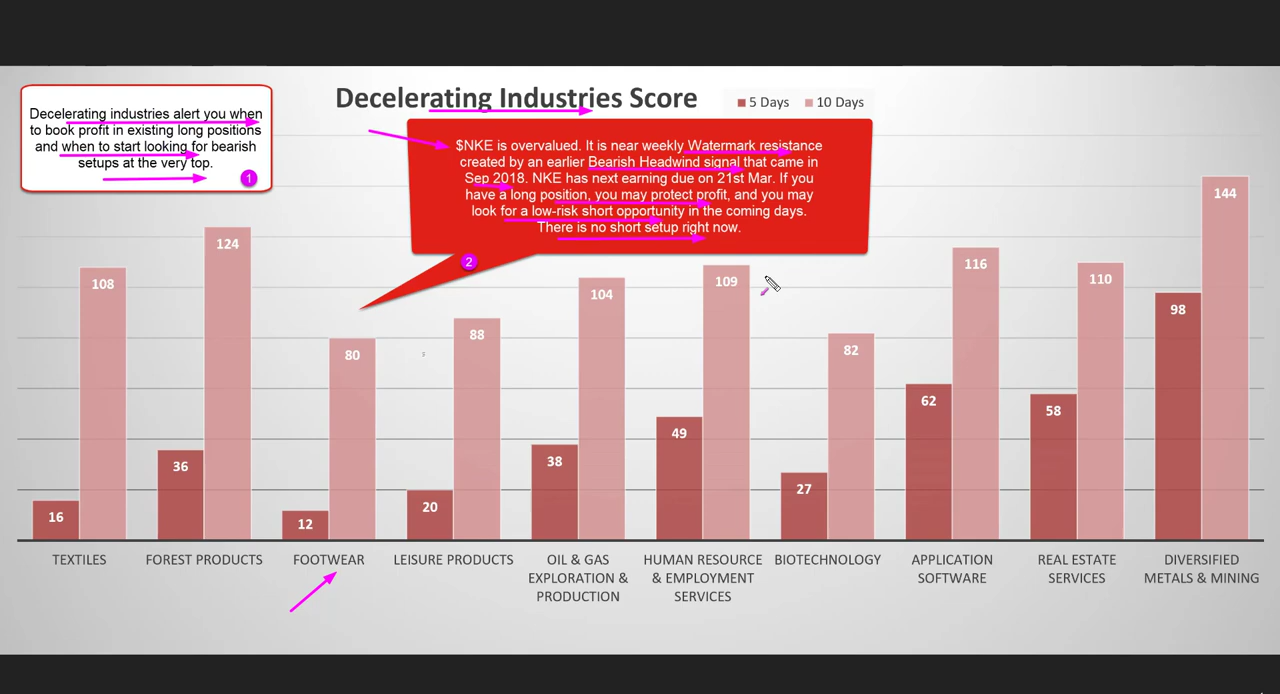 Decelerating Industries Score
5 Days
10 Days
Decelerating industries alert you when
to book profit in existing long positions
and when to start looking for bearish
setups at the very top.
1
$NKE is overvalued. It is near weekly Watermark resistance
created by an earlier Bearish Headwind signal that came in
Sep 2018. NKE has next earning due on 21st Mar. If you
have a long position, you may protect profit, and you may
look for a low-risk short opportunity in the coming days.
There is no short setup right now.
2
16
108
36
124
12
80
20
88
38
104
49
109
27
82
62
116
58
110
98
144
TEXTILES
FOREST PRODUCTS
FOOTWEAR
LEISURE PRODUCTS
OIL & GAS
EXPLORATION &
PRODUCTION
HUMAN RESOURCE
& EMPLOYMENT
SERVICES
BIOTECHNOLOGY
APPLICATION
SOFTWARE
REAL ESTATE
SERVICES
DIVERSIFIED
METALS & MINING